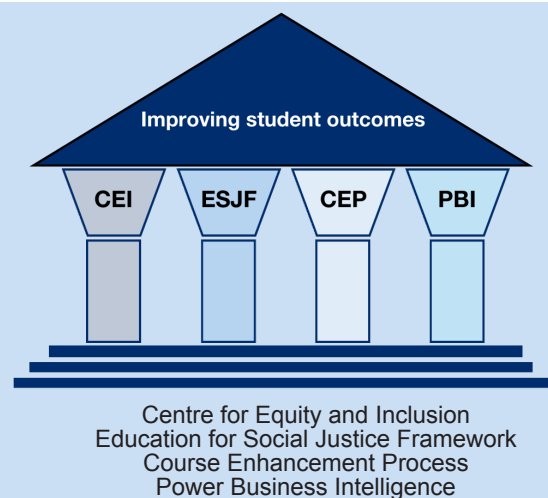 Improving student outcomes
CEI ESJF CEP PBI
Centre for Equity and Inclusion
Education for Social Justice Framework
Course Enhancement Process
Power Business Intelligence